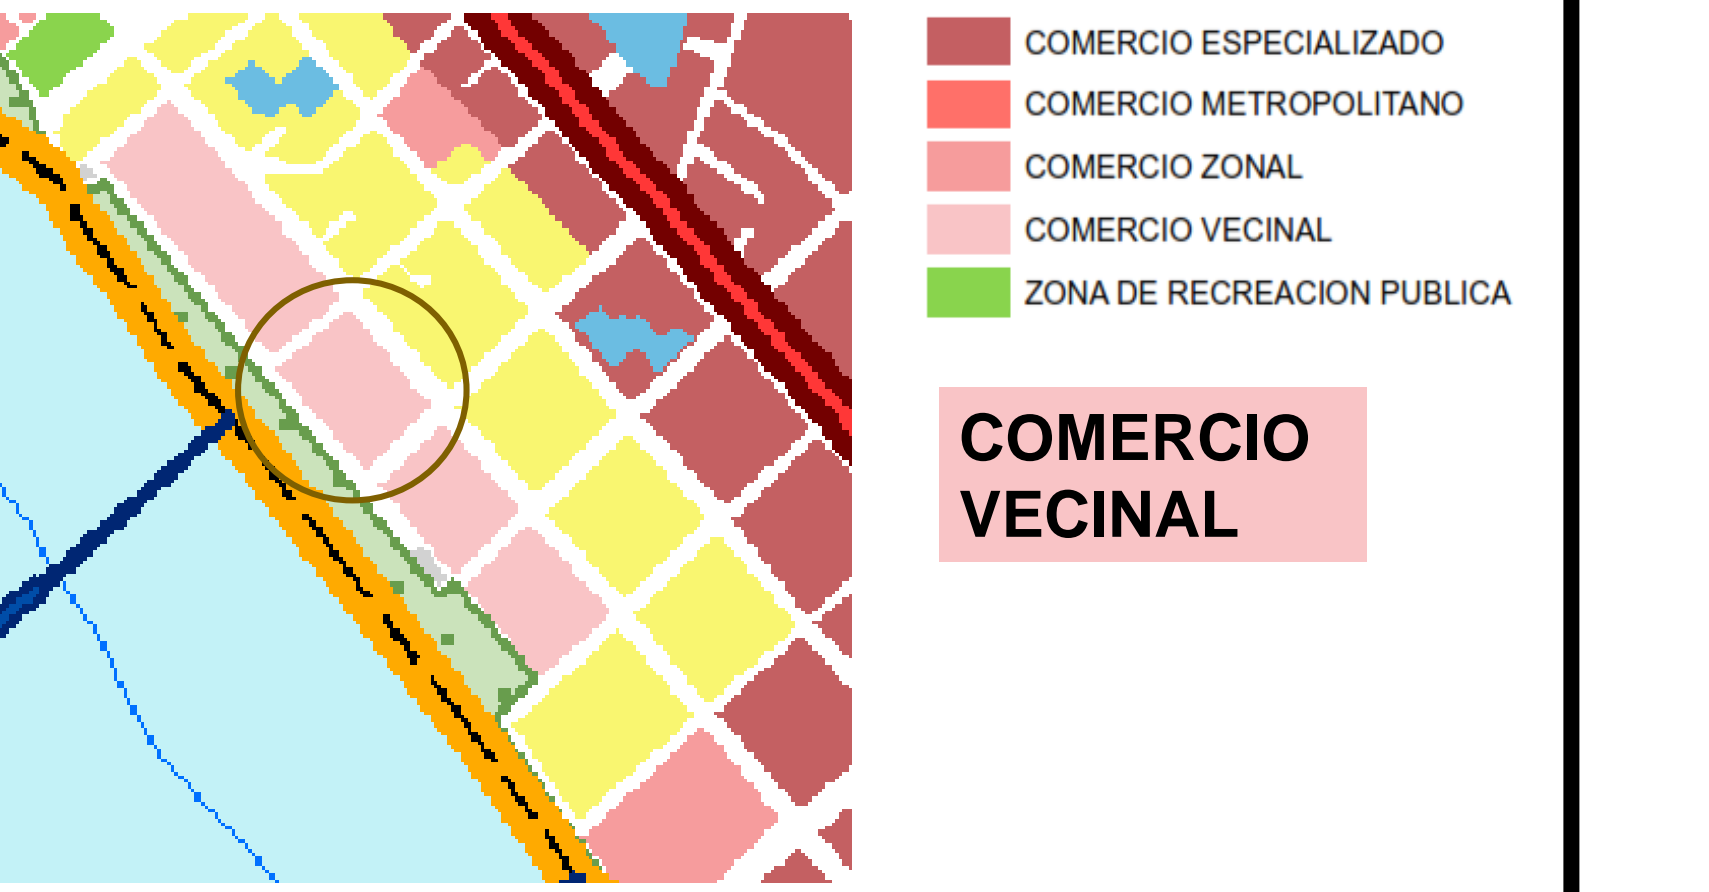 COMERCIO ESPECIALIZADO
COMERCIO METROPOLITANO
COMERCIO ZONAL
COMERCIO VECINAL
ZONA DE RECREACION PUBLICA
COMERCIO
VECINAL